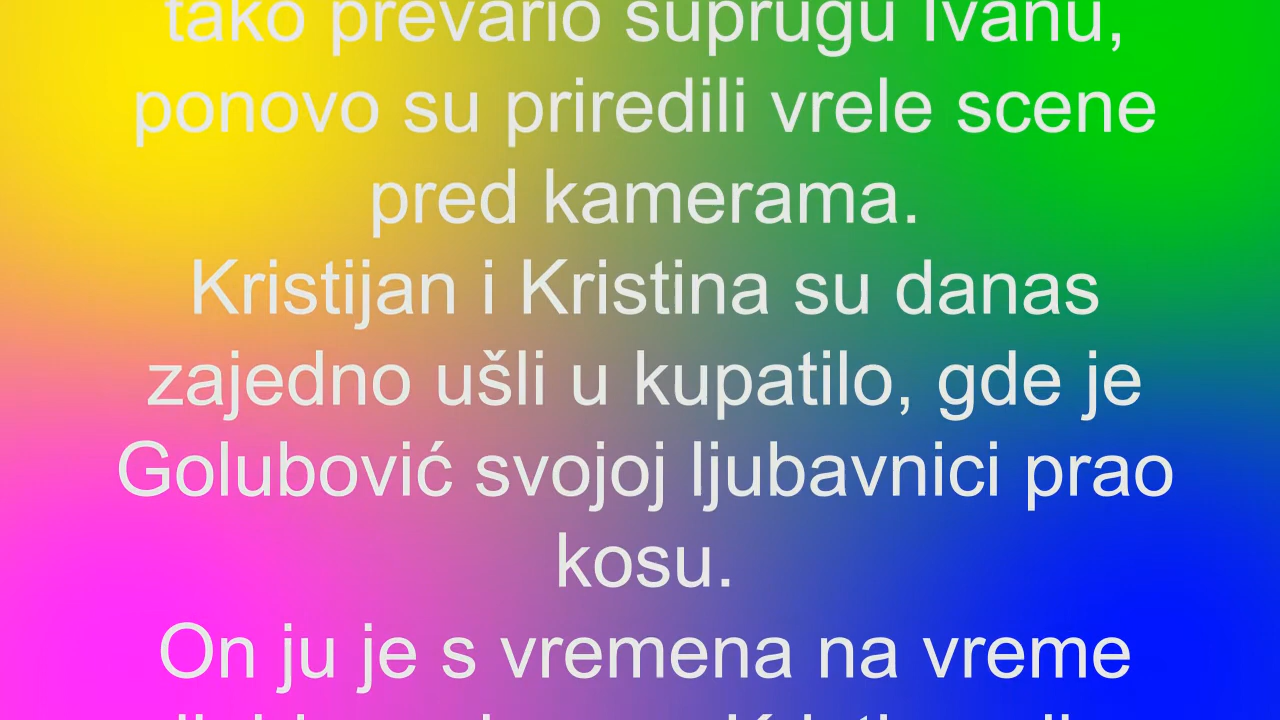 tako prevario suprugu Ivanu,
ponovo su priredili vrele scene
pred kamerama.
Kristijan i Kristina su danas
zajedno ušli u kupatilo, gde je
Golubović svojoj ljubavnici prao
kosu.
On ju je s vremena na vreme